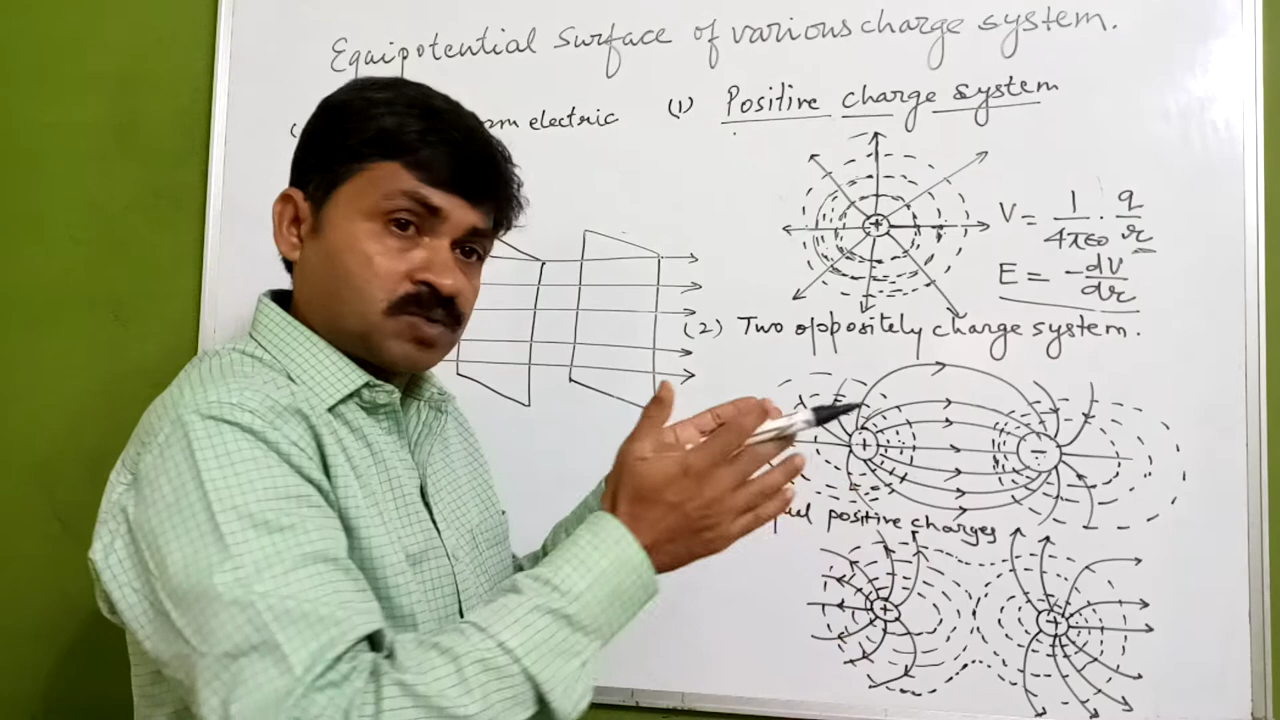 Equipotential Surface of various charge system.
electric
(1) Positive charge system
+
V = 1/4πε0 · q/r
E = -dV/dr
(2) Two oppositely charge system.
+ -
positive charges
+ +